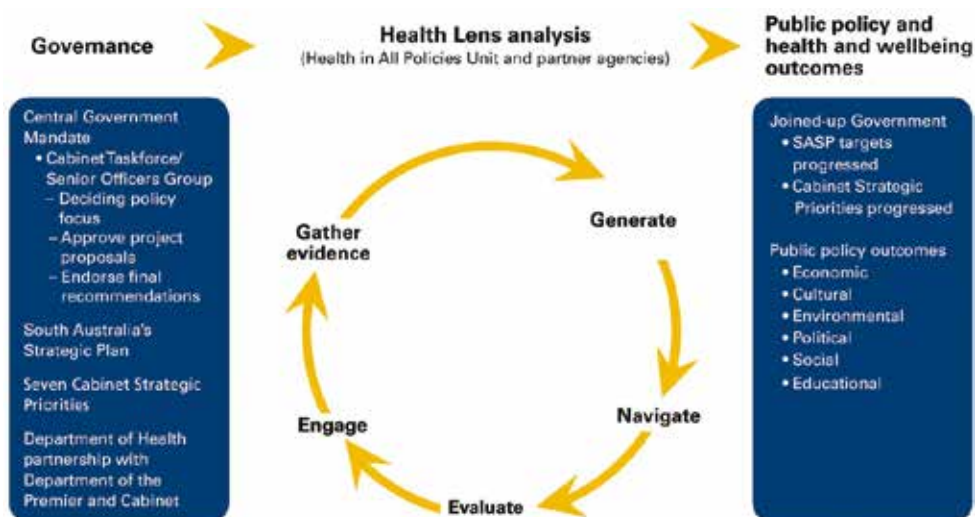 Governance
Health Lens analysis
(Health in All Policies Unit and partner agencies)
Public policy and
health and wellbeing
outcomes
Central Government
Mandate
• Cabinet Taskforce/
Senior Officers Group
– Deciding policy
focus
– Approve project
proposals
– Endorse final
recommendations
South Australia's
Strategic Plan
Seven Cabinet Strategic
Priorities
Department of Health
partnership with
Department of the
Premier and Cabinet
Gather
evidence
Generate
Navigate
Evaluate
Engage
Joined-up Government
• SASP targets
progressed
• Cabinet Strategic
Priorities progressed
Public policy outcomes
• Economic
• Cultural
• Environmental
• Political
• Social
• Educational